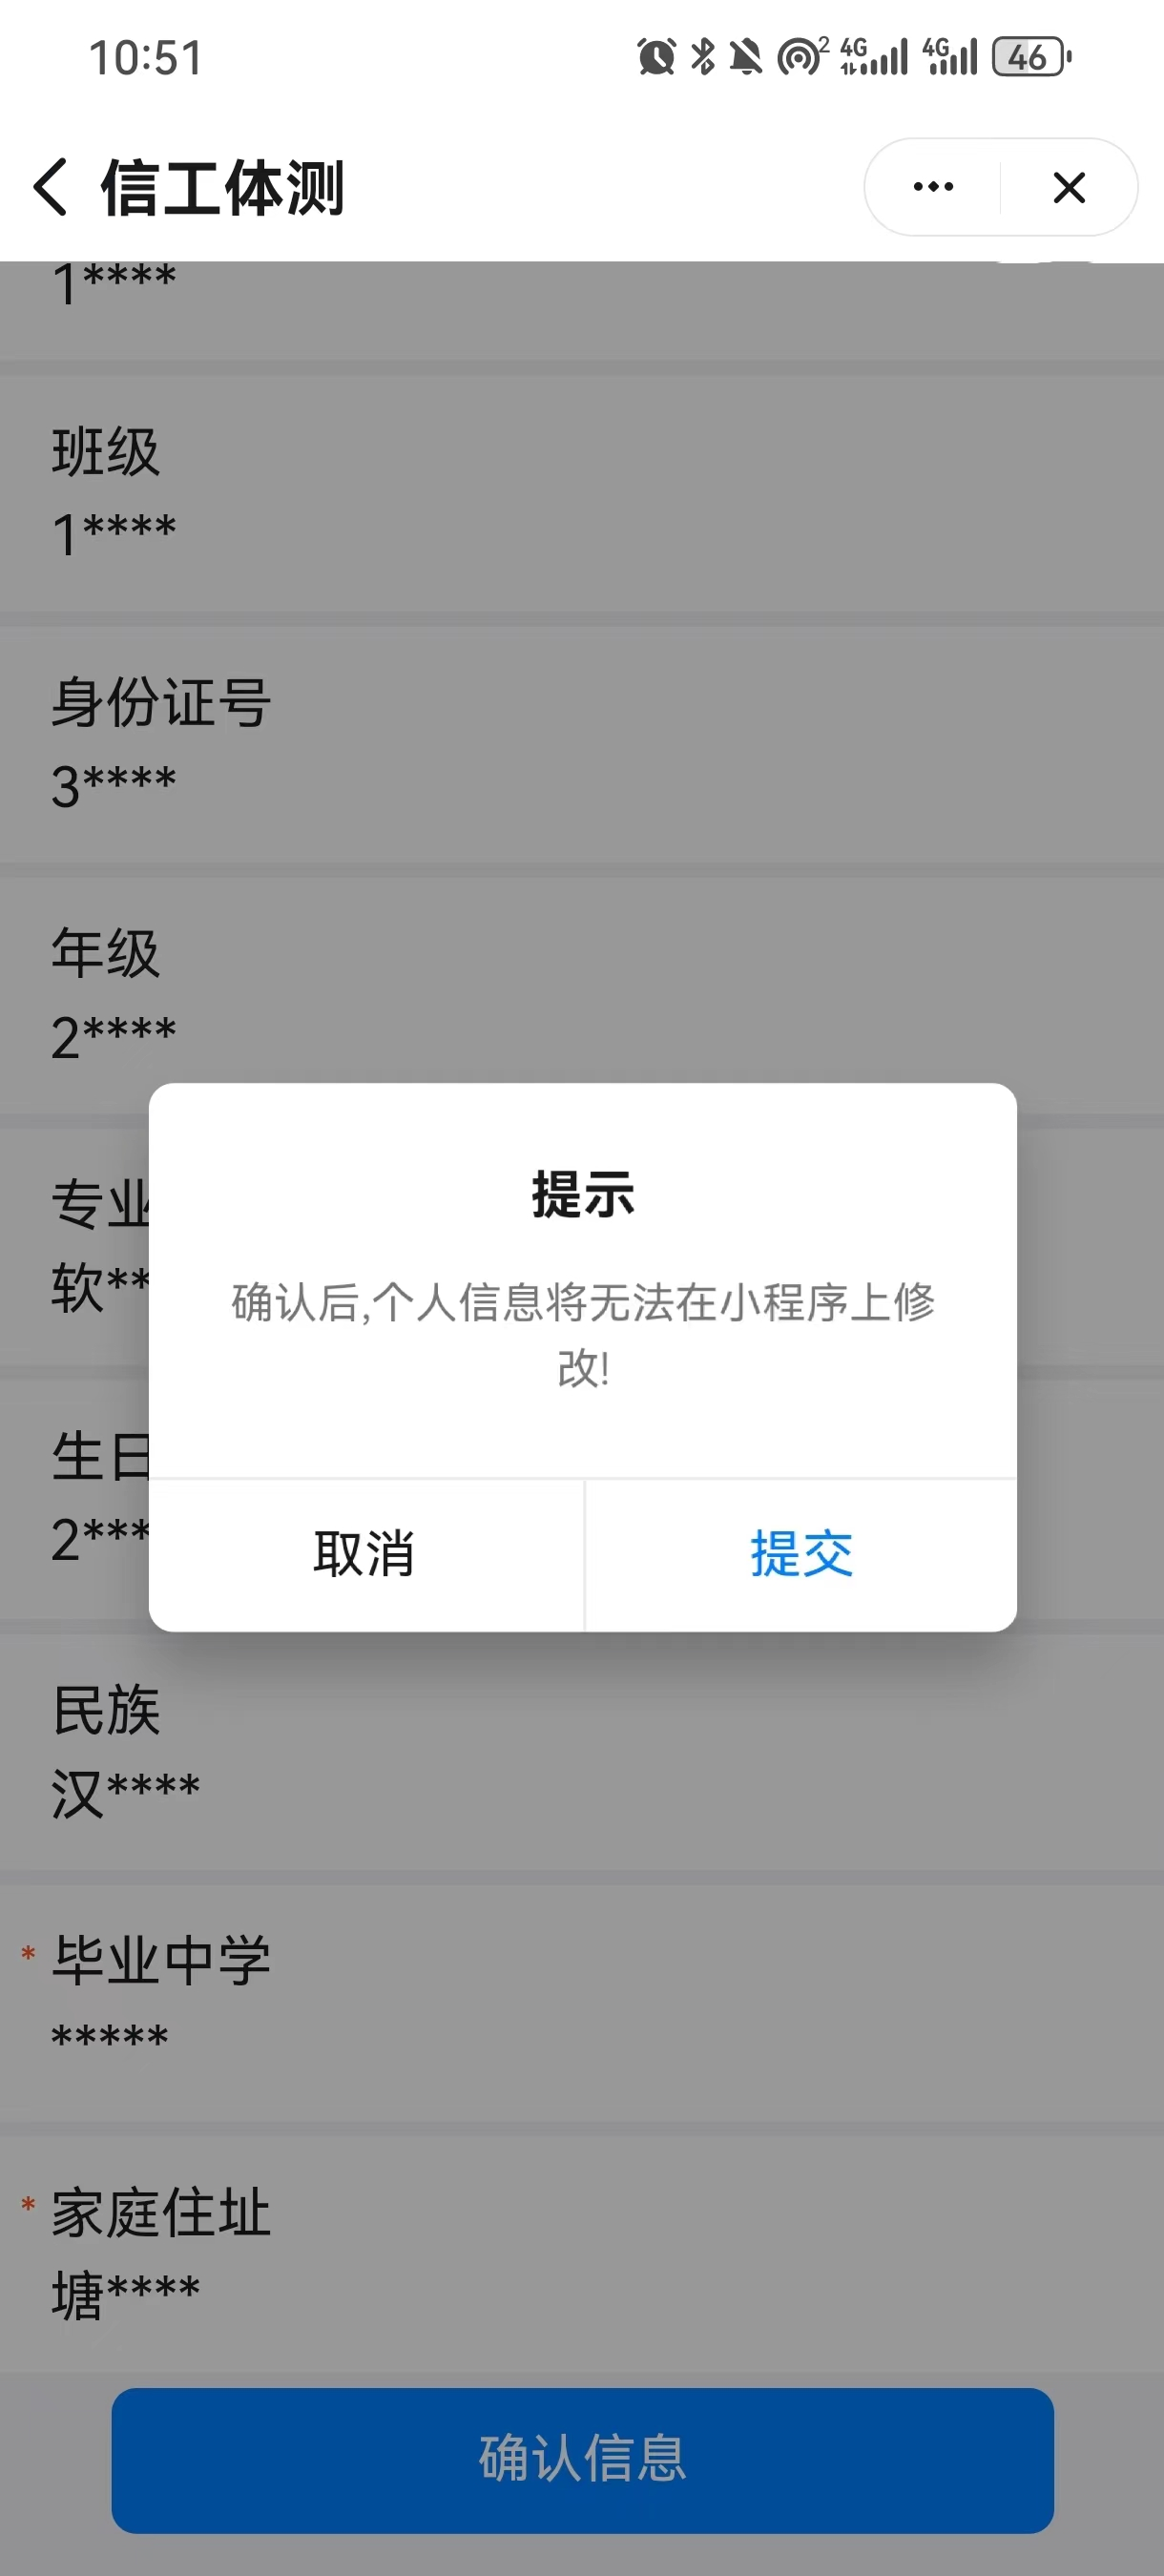 10:51
2 4G 4G 46
信工体测
1****
班级
1****
身份证号
3****
年级
2****
专业
软**
提示
确认后,个人信息将无法在小程序上修
改!
生日
2***
取消
提交
民族
汉****
* 毕业中学
*****
* 家庭住址
塘****
确认信息